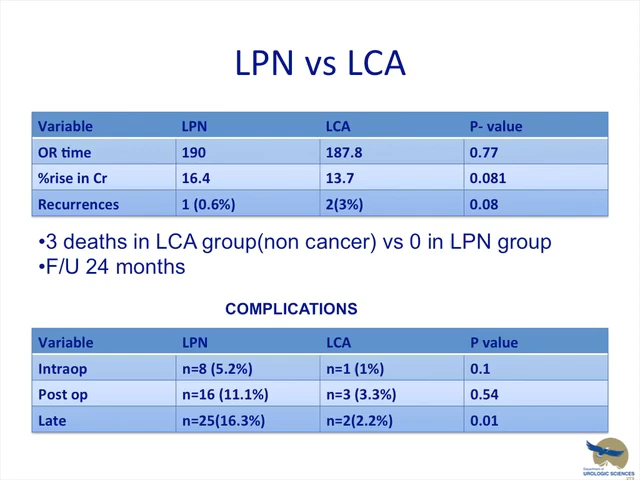 LPN vs LCA
Variable LPN LCA P- value
OR time 190 187.8 0.77
%rise in Cr 16.4 13.7 0.081
Recurrences 1 (0.6%) 2(3%) 0.08
•3 deaths in LCA group(non cancer) vs 0 in LPN group
•F/U 24 months
COMPLICATIONS
Variable LPN LCA P value
Intraop n=8 (5.2%) n=1 (1%) 0.1
Post op n=16 (11.1%) n=3 (3.3%) 0.54
Late n=25(16.3%) n=2(2.2%) 0.01
Department of
UROLOGIC SCIENCES